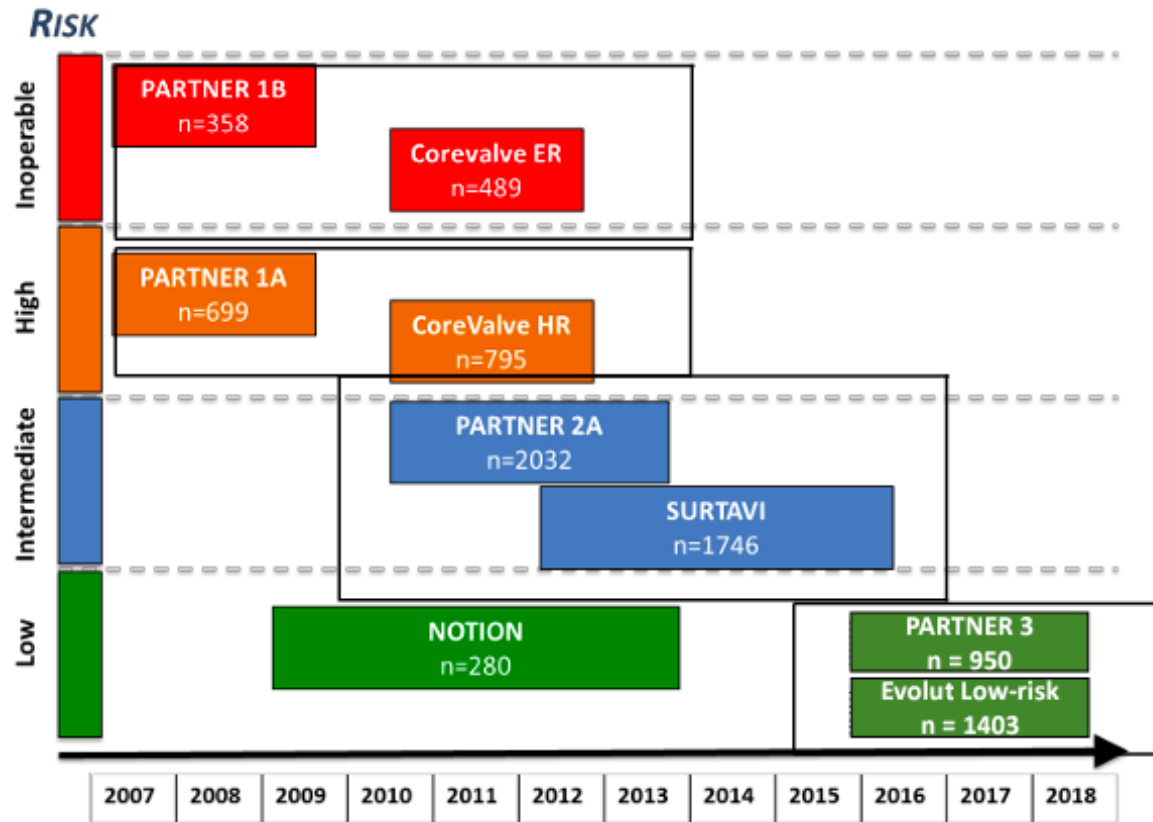 RISK
Inoperable
PARTNER 1B
n=358
Corevalve ER
n=489
High
PARTNER 1A
n=699
CoreValve HR
n=795
Intermediate
PARTNER 2A
n=2032
SURTAVI
n=1746
Low
NOTION
n=280
PARTNER 3
n = 950
Evolut Low-risk
n = 1403
2007 2008 2009 2010 2011 2012 2013 2014 2015 2016 2017 2018